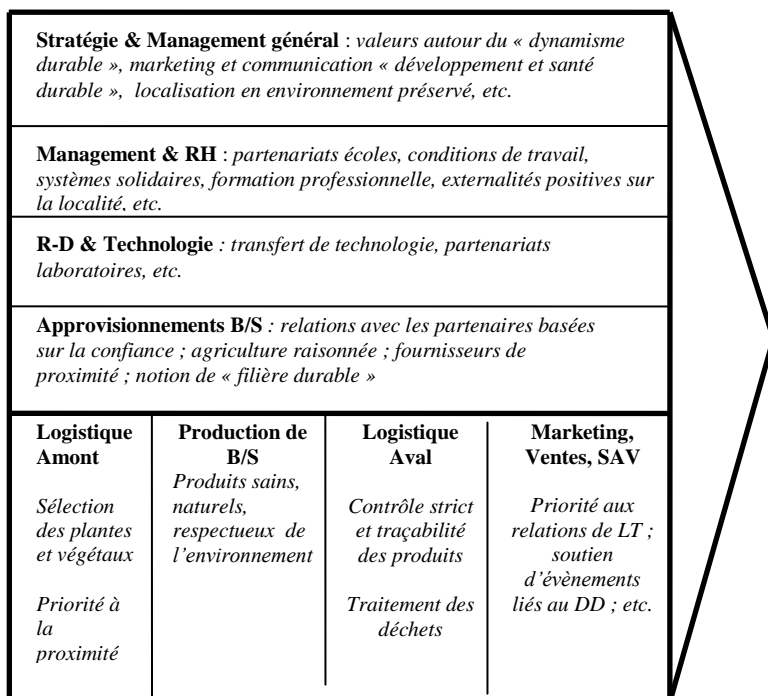 Stratégie & Management général : valeurs autour du « dynamisme
durable », marketing et communication « développement et santé
durable », localisation en environnement préservé, etc.
Management & RH : partenariats écoles, conditions de travail,
systèmes solidaires, formation professionnelle, externalités positives sur
la localité, etc.
R-D & Technologie : transfert de technologie, partenariats
laboratoires, etc.
Approvisionnements B/S : relations avec les partenaires basées
sur la confiance ; agriculture raisonnée ; fournisseurs de
proximité ; notion de « filière durable »
Logistique
Amont
Sélection
des plantes
et végétaux
Priorité à
la
proximité
Production de
B/S
Produits sains,
naturels,
respectueux de
l’environnement
Logistique
Aval
Contrôle strict
et traçabilité
des produits
Traitement des
déchets
Marketing,
Ventes, SAV
Priorité aux
relations de LT ;
soutien
d’évènements
liés au DD ; etc.